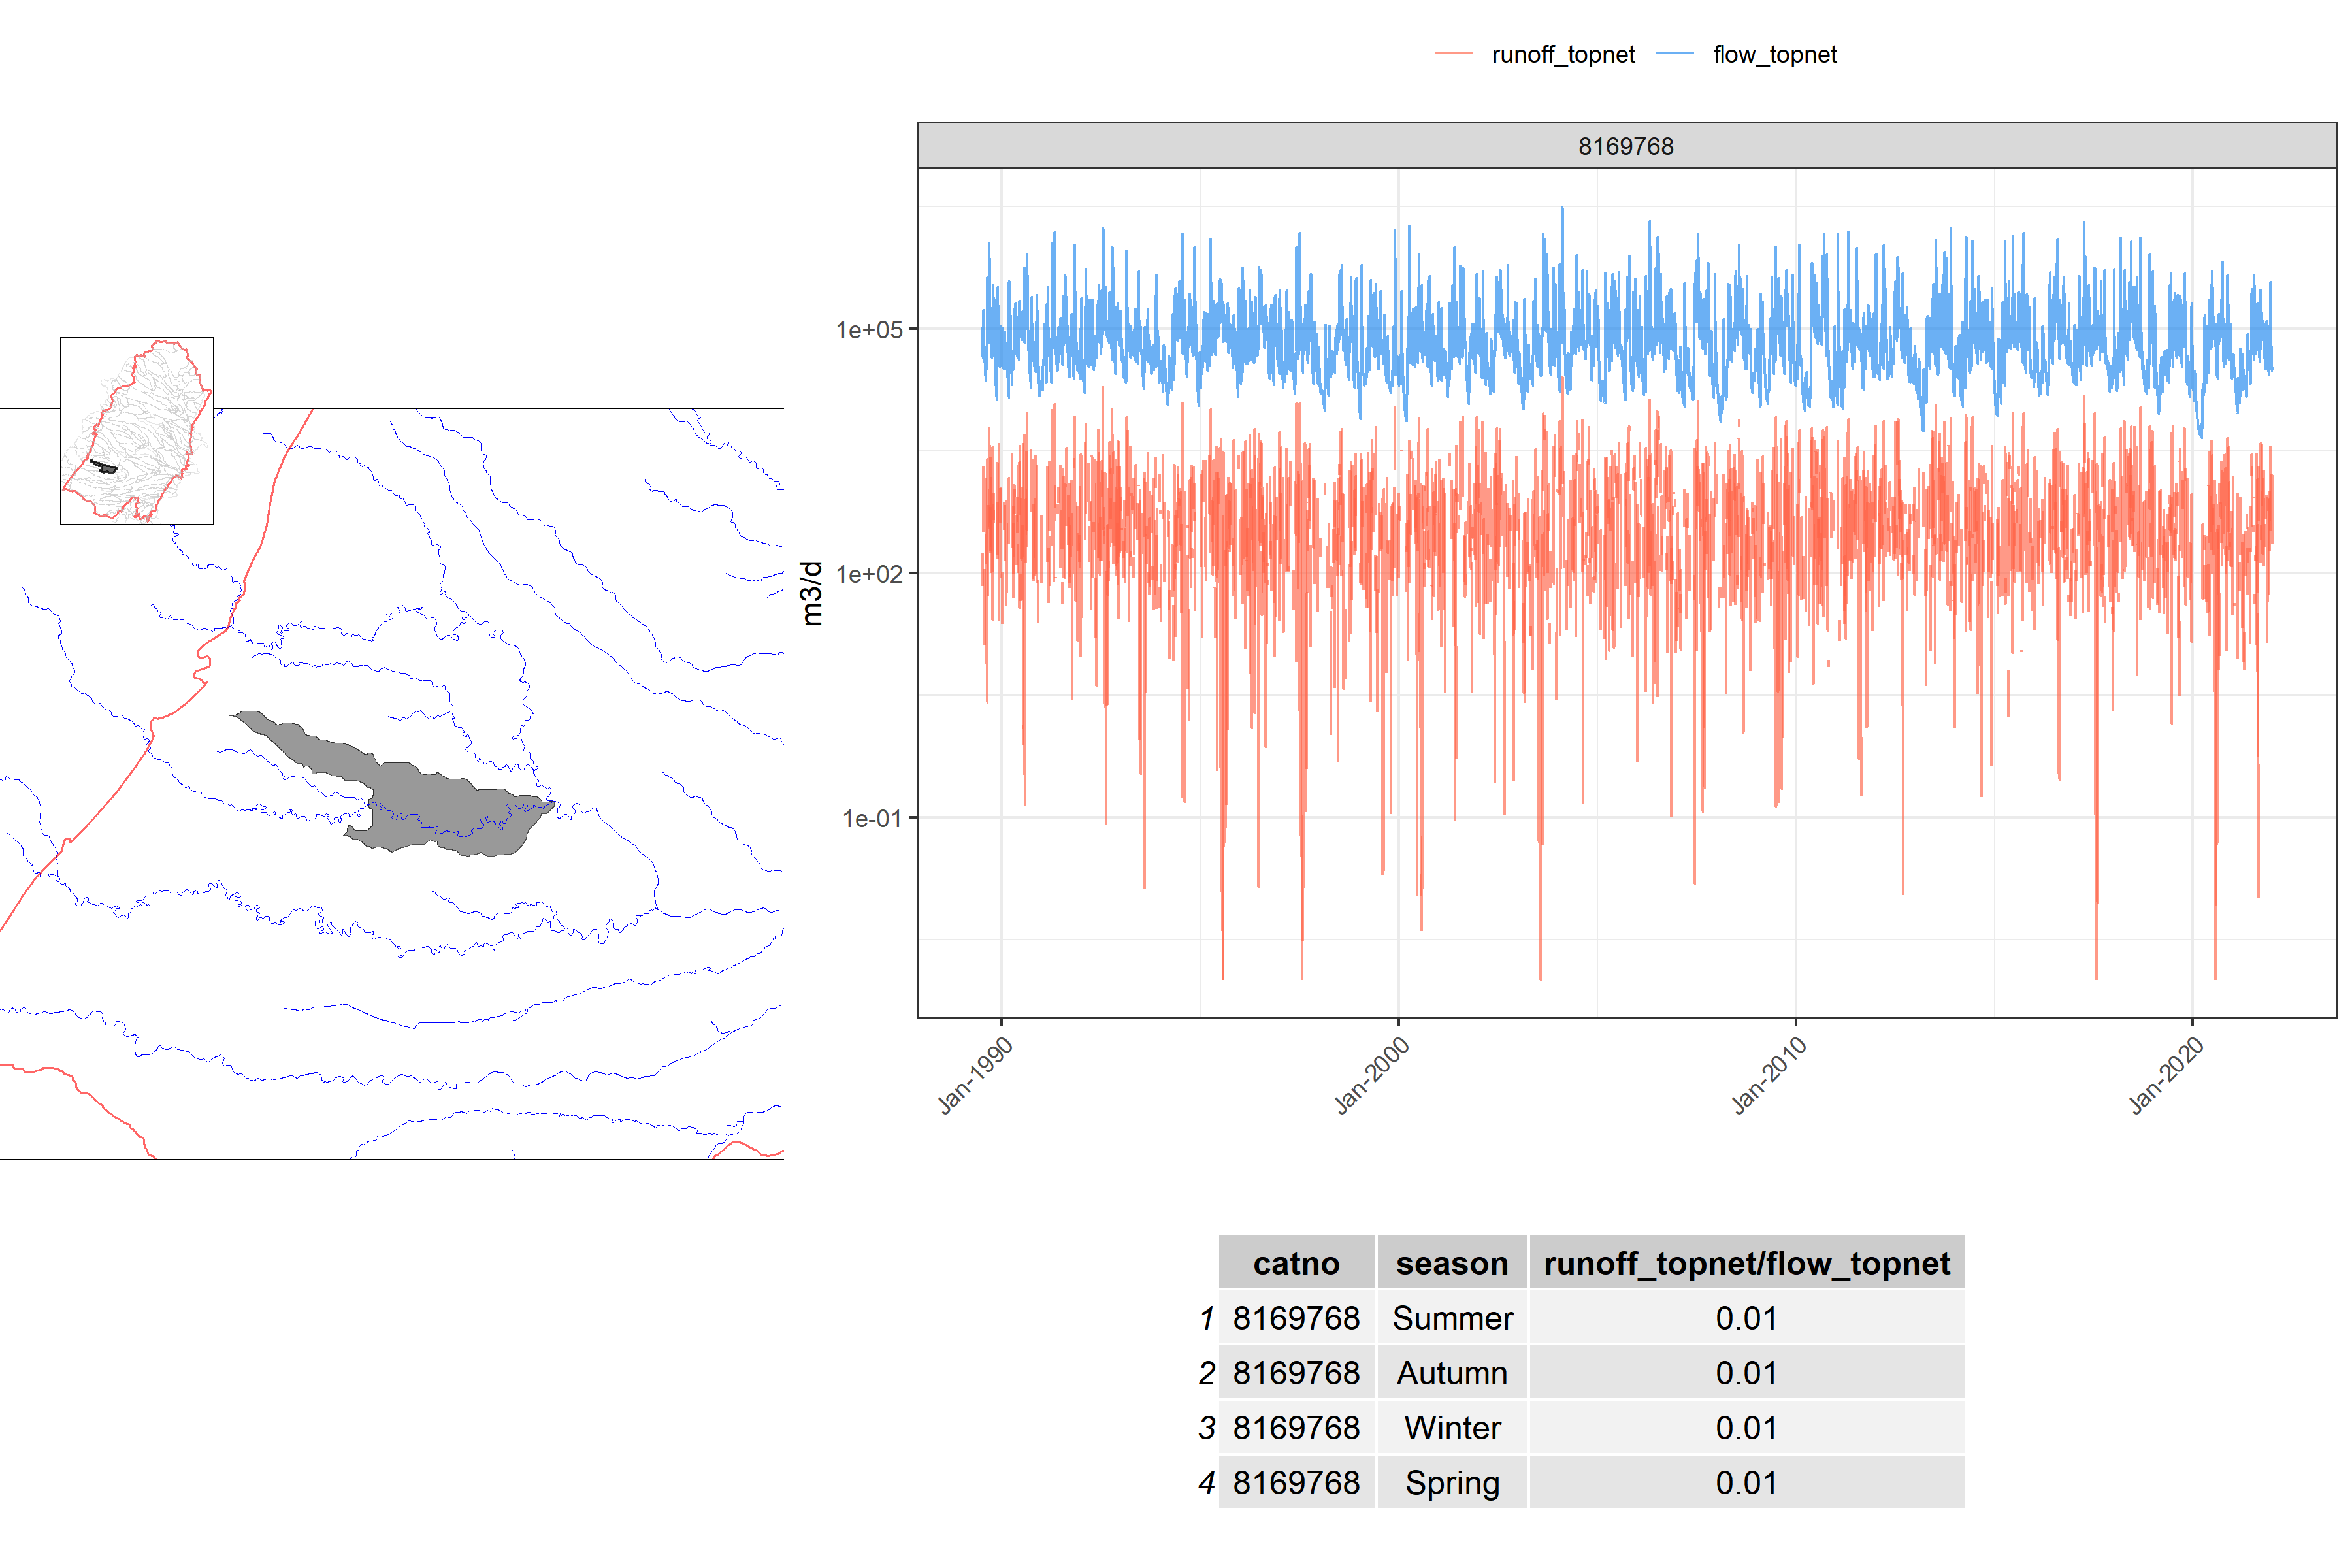 runoff_topnet flow_topnet
8169768
1e+05
1e+02
1e-01
m3/d
Jan-1990
Jan-2000
Jan-2010
Jan-2020
catno season runoff_topnet/flow_topnet
1 8169768 Summer 0.01
2 8169768 Autumn 0.01
3 8169768 Winter 0.01
4 8169768 Spring 0.01